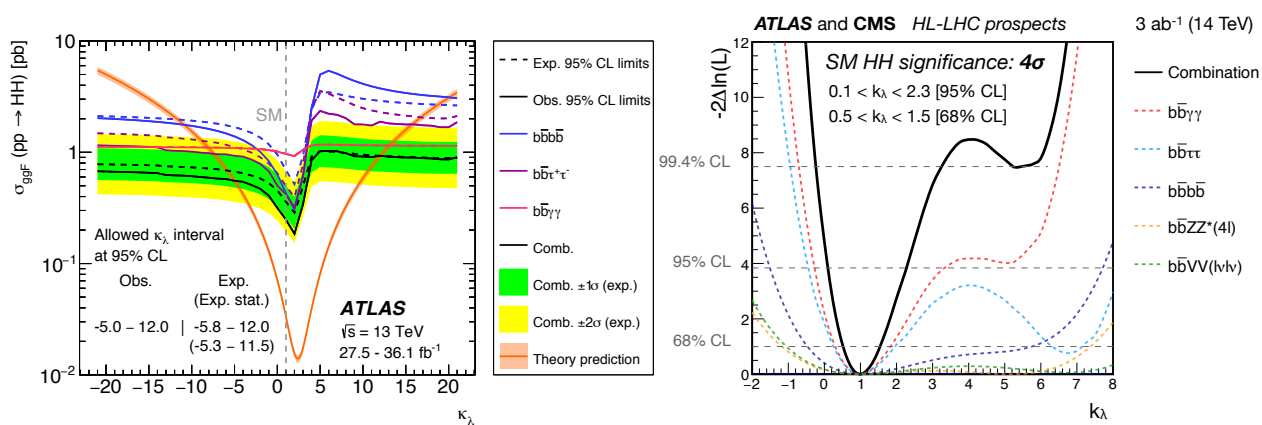 σggF (pp → HH) [pb]
10
1
10⁻¹
10⁻²
SM
Allowed κλ interval
at 95% CL
Obs. Exp.
(Exp. stat.)
-5.0 − 12.0 | -5.8 − 12.0
(-5.3 − 11.5)
ATLAS
√s = 13 TeV
27.5 - 36.1 fb⁻¹
−20 −15 −10 −5 0 5 10 15 20
κλ
Exp. 95% CL limits
Obs. 95% CL limits
bb̄bb̄
bb̄τ⁺τ⁻
bb̄γγ
Comb.
Comb. ±1σ (exp.)
Comb. ±2σ (exp.)
Theory prediction
ATLAS and CMS HL-LHC prospects
3 ab⁻¹ (14 TeV)
-2Δln(L)
12
10
8
6
4
2
0
SM HH significance: 4σ
0.1 < kλ < 2.3 [95% CL]
0.5 < kλ < 1.5 [68% CL]
99.4% CL
95% CL
68% CL
−2 −1 0 1 2 3 4 5 6 7 8
kλ
Combination
bb̄γγ
bb̄ττ
bb̄bb̄
bb̄ZZ*(4l)
bb̄VV(lνlν)